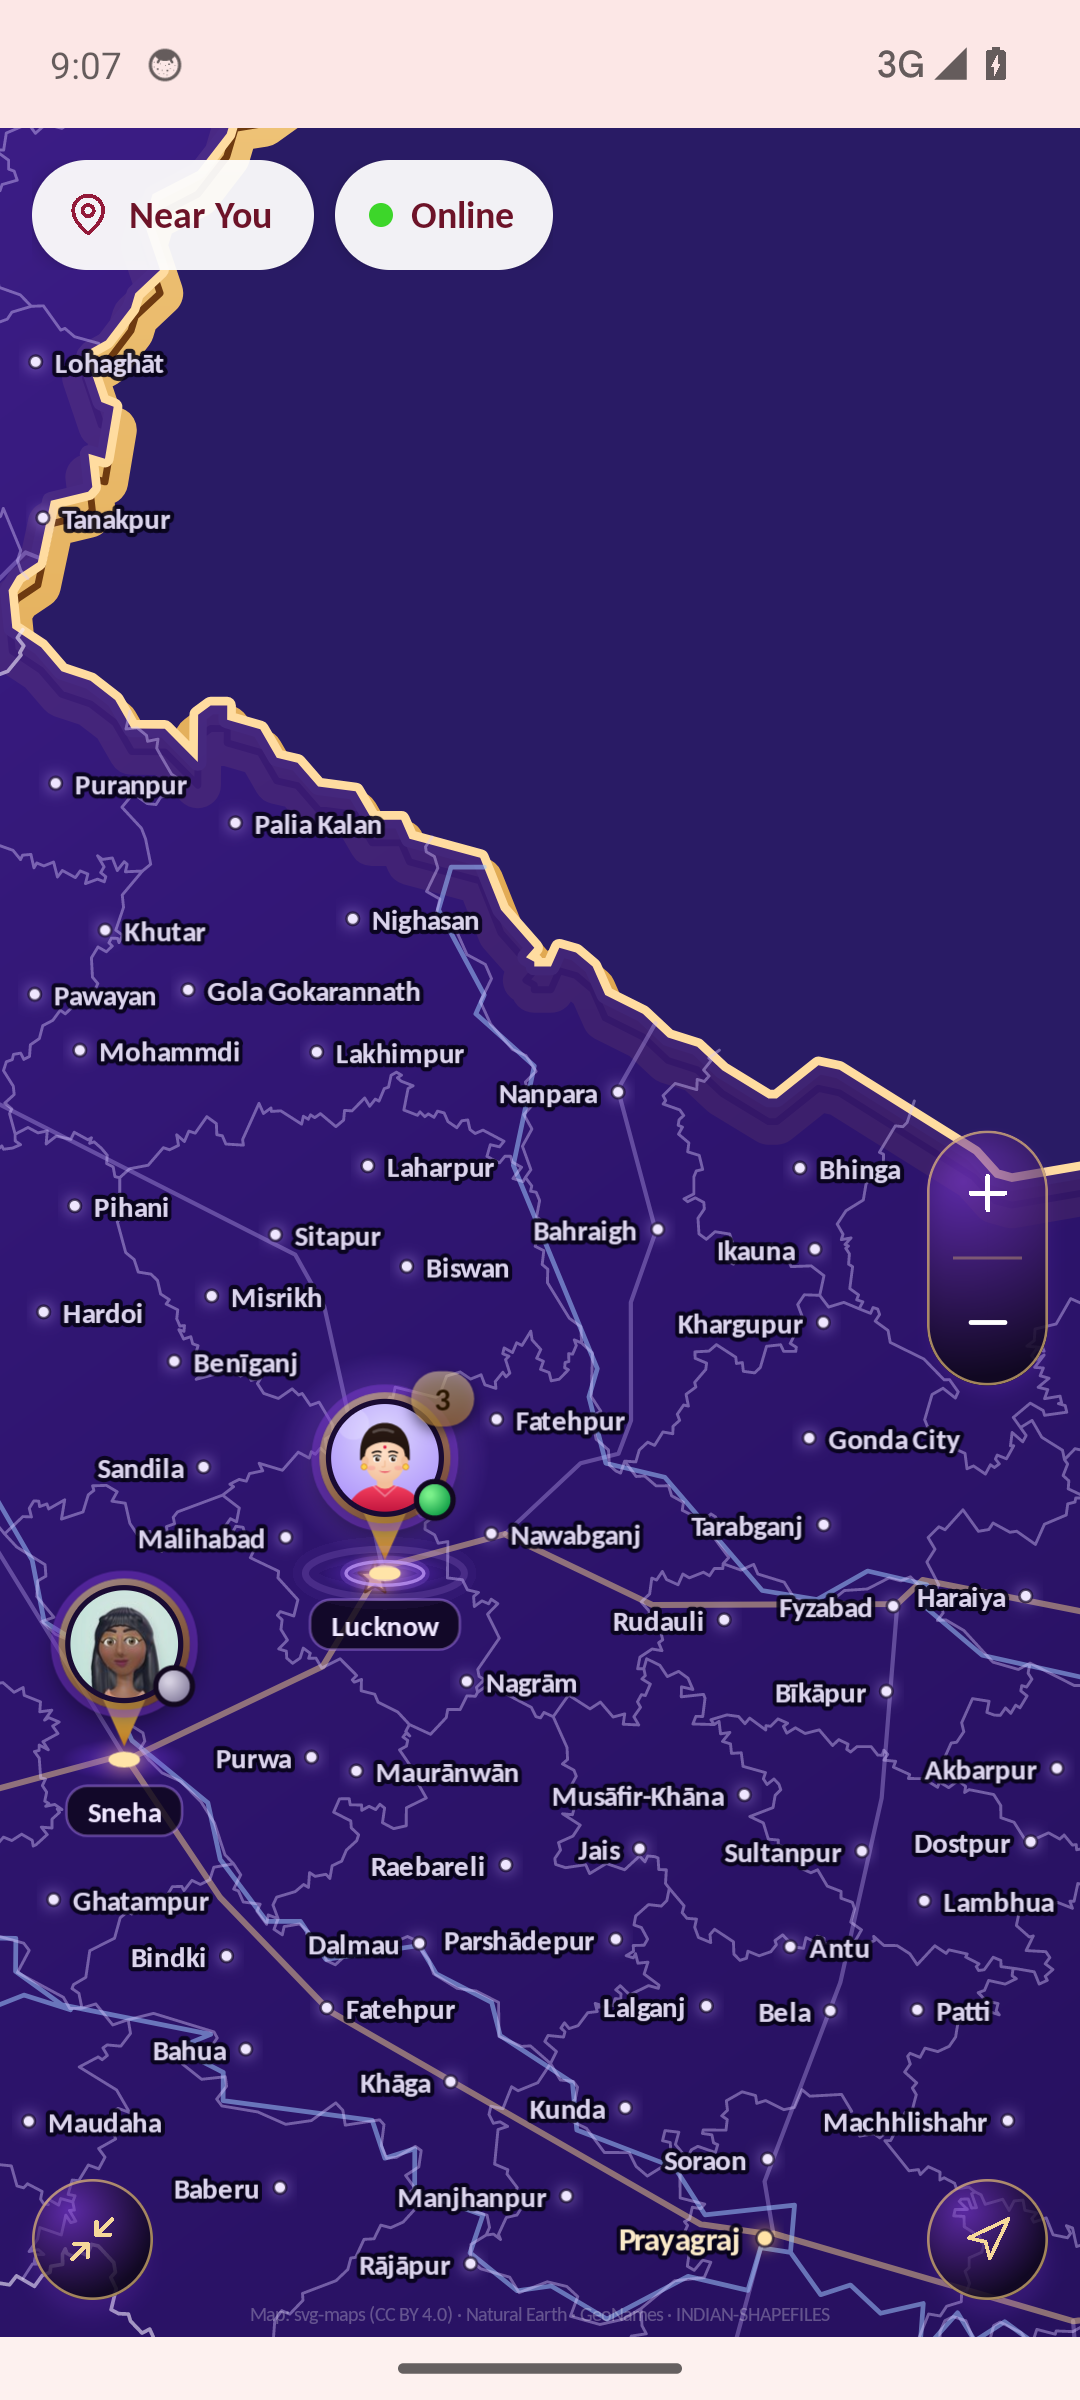 9:07
3G
Near You
Online
Lohaghāt
Tanakpur
Puranpur
Palia Kalan
Khutar
Nighasan
Pawayan
Gola Gokarannath
Mohammdi
Lakhimpur
Nanpara
Laharpur
Bhinga
Pihani
Sitapur
Bahraigh
Ikauna
Biswan
Misrikh
Hardoi
Khargupur
Benīganj
3
Fatehpur
Gonda City
Sandila
Malihabad
Nawabganj
Tarabganj
Lucknow
Rudauli
Fyzabad
Haraiya
Nagrām
Bīkāpur
Purwa
Maurānwān
Akbarpur
Musāfir-Khāna
Sneha
Raebareli
Jais
Sultanpur
Dostpur
Ghatampur
Lambhua
Bindki
Dalmau
Parshādepur
Antu
Fatehpur
Lalganj
Bela
Patti
Bahua
Khāga
Kunda
Maudaha
Machhlishahr
Soraon
Baberu
Manjhanpur
Prayagraj
Rājāpur
Map: svg-maps (CC BY 4.0) · Natural Earth · GeoNames · INDIAN-SHAPEFILES